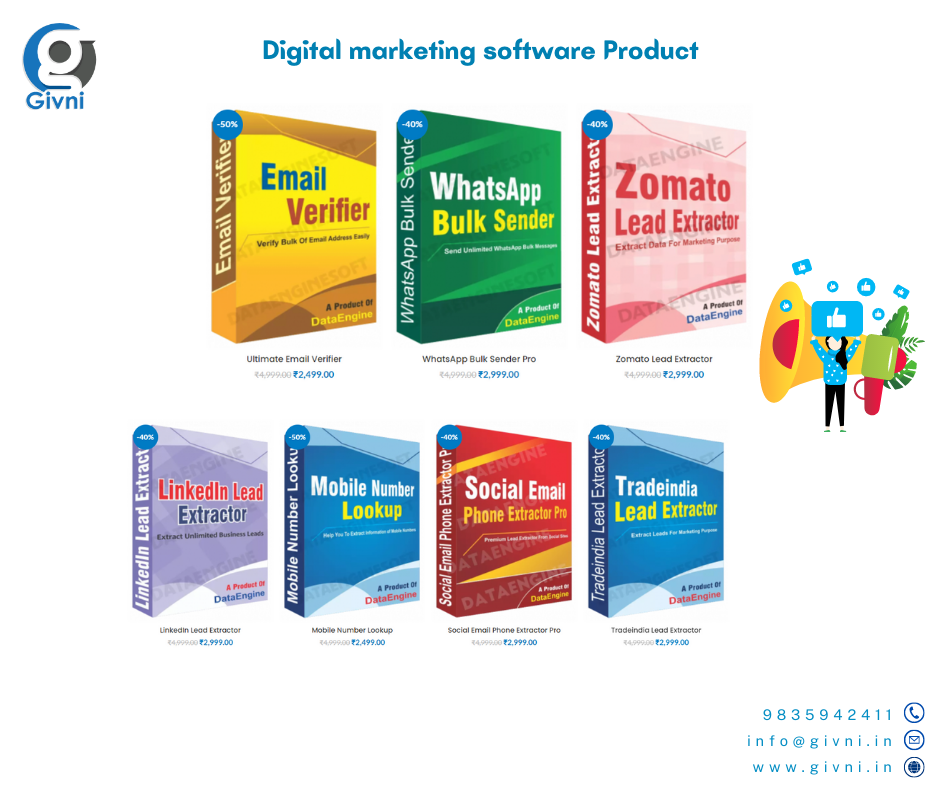 Givni
Digital marketing software Product
-50%
Email Verifier
Email
Verifier
Verify Bulk Of Email Address Easily
A Product Of
DataEngine
-40%
WhatsApp Bulk Sende
WhatsApp
Bulk Sender
Send Unlimited WhatsApp Bulk Messages
A Product Of
DataEngine
-40%
Zomato Lead Extract
Zomato
Lead Extractor
Extract Data For Marketing Purpose
A Product Of
DataEngine
Ultimate Email Verifier
₹4,999.00 ₹2,499.00
WhatsApp Bulk Sender Pro
₹4,999.00 ₹2,999.00
Zomato Lead Extractor
₹4,999.00 ₹2,999.00
-40%
LinkedIn Lead Extract
LinkedIn Lead
Extractor
Extract Unlimited Business Leads
A Product Of
DataEngine
-50%
Mobile Number Looku
Mobile Number
Lookup
Help You To Extract Information of Mobile Numbers
A Product Of
DataEngine
-40%
Social Email Phone Extractor P
Social Email
Phone Extractor Pro
Premium Lead Extractor From Social Sites
A Product Of
DataEngine
-40%
Tradeindia Lead Extracto
Tradeindia
Lead Extractor
Extract Leads For Marketing Purpose
A Product Of
DataEngine
LinkedIn Lead Extractor
₹4,999.00 ₹2,999.00
Mobile Number Lookup
₹4,999.00 ₹2,499.00
Social Email Phone Extractor Pro
₹4,999.00 ₹2,999.00
Tradeindia Lead Extractor
₹4,999.00 ₹2,999.00
9835942411
info@givni.in
www.givni.in